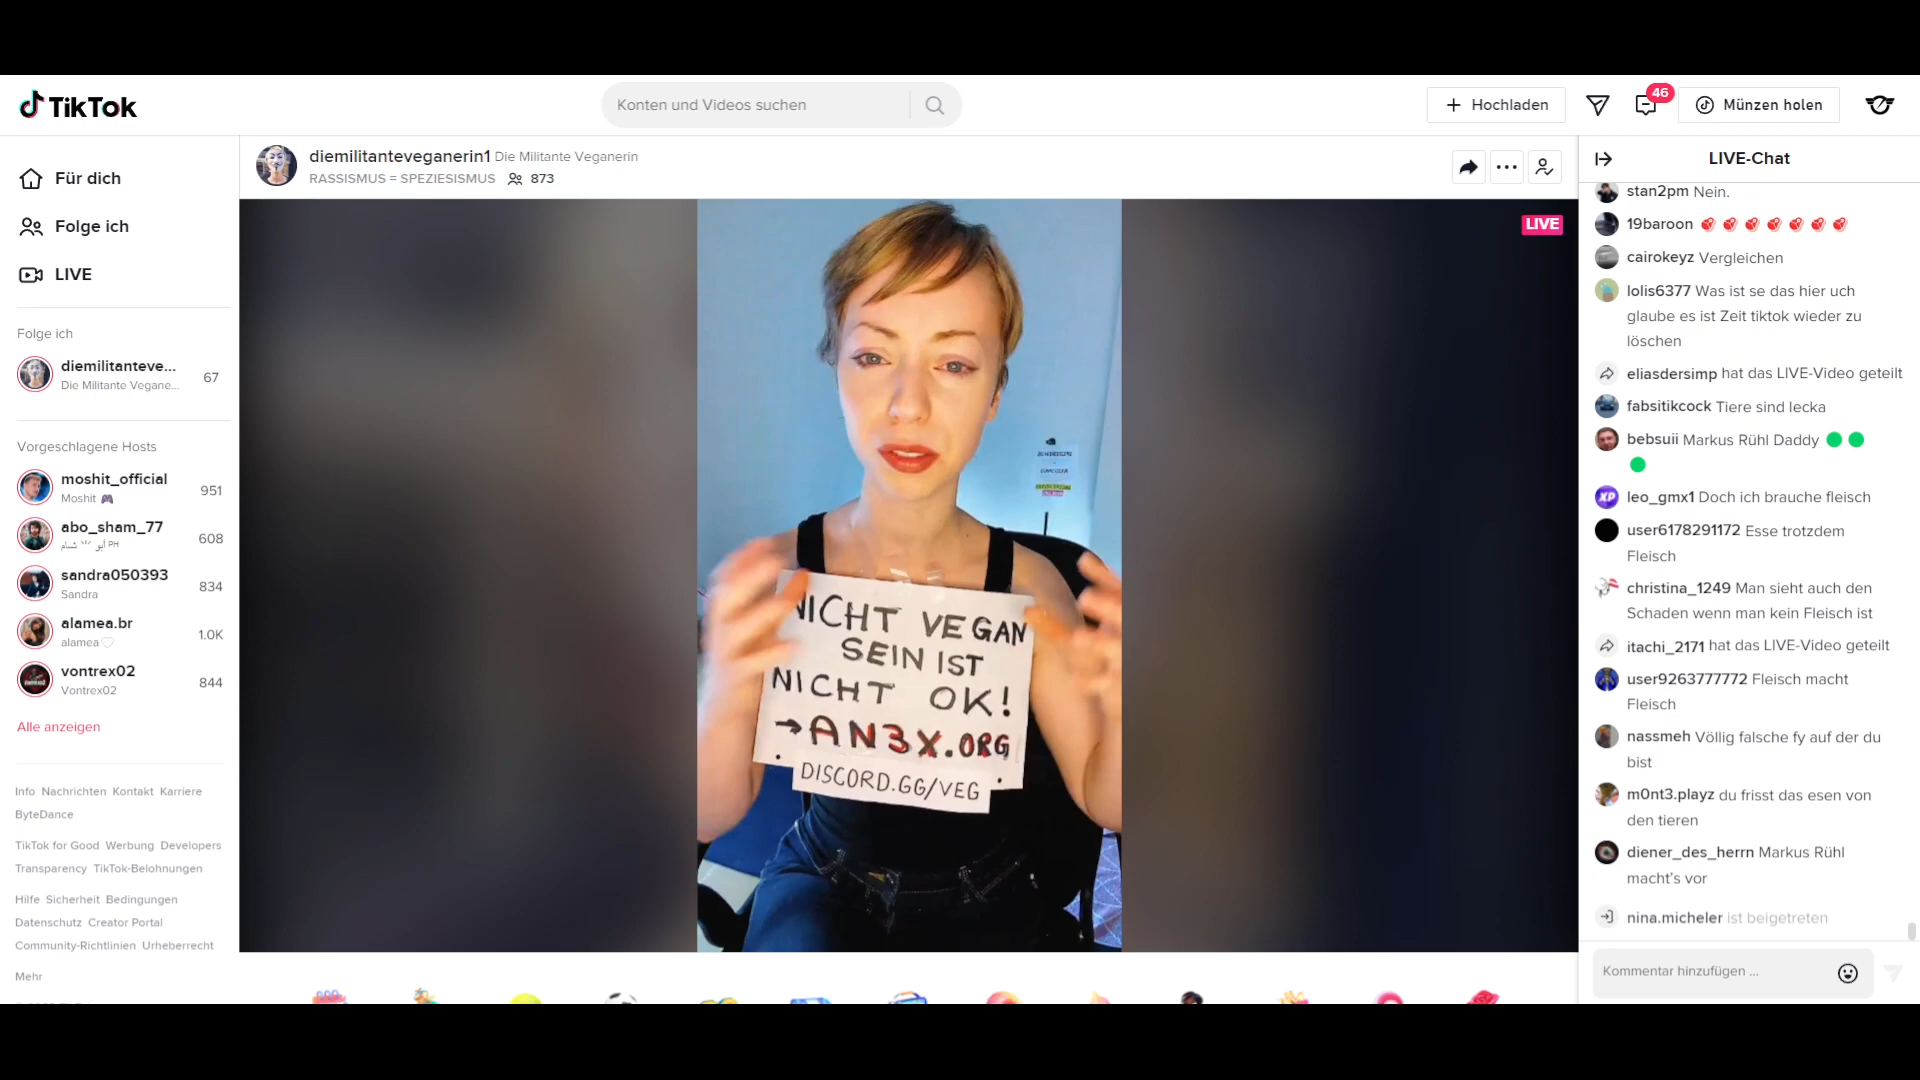 TikTok
Konten und Videos suchen
Hochladen
46
Münzen holen
Für dich
Folge ich
LIVE
Folge ich
diemilitanteve...
Die Militante Vegane...
67
Vorgeschlagene Hosts
moshit_official
Moshit
951
abo_sham_77
608
sandra050393
Sandra
834
alamea.br
alamea
1.0K
vontrex02
Vontrex02
844
Alle anzeigen
Info Nachrichten Kontakt Karriere
ByteDance
TikTok for Good Werbung Developers
Transparency TikTok-Belohnungen
Hilfe Sicherheit Bedingungen
Datenschutz Creator Portal
Community-Richtlinien Urheberrecht
Mehr
diemilitanteveganerin1 Die Militante Veganerin
RASSISMUS = SPEZIESISMUS 873
LIVE
NICHT VEGAN
SEIN IST
NICHT OK!
→AN3X.ORG
DISCORD.GG/VEG
LIVE-Chat
stan2pm Nein.
19baroon
cairokeyz Vergleichen
lolis6377 Was ist se das hier uch
glaube es ist Zeit tiktok wieder zu
löschen
eliasdersimp hat das LIVE-Video geteilt
fabsitikcock Tiere sind lecka
bebsuii Markus Rühl Daddy
leo_gmx1 Doch ich brauche fleisch
user6178291172 Esse trotzdem
Fleisch
christina_1249 Man sieht auch den
Schaden wenn man kein Fleisch ist
itachi_2171 hat das LIVE-Video geteilt
user9263777772 Fleisch macht
Fleisch
nassmeh Völlig falsche fy auf der du
bist
m0nt3.playz du frisst das esen von
den tieren
diener_des_herrn Markus Rühl
macht's vor
nina.micheler ist beigetreten
Kommentar hinzufügen ...